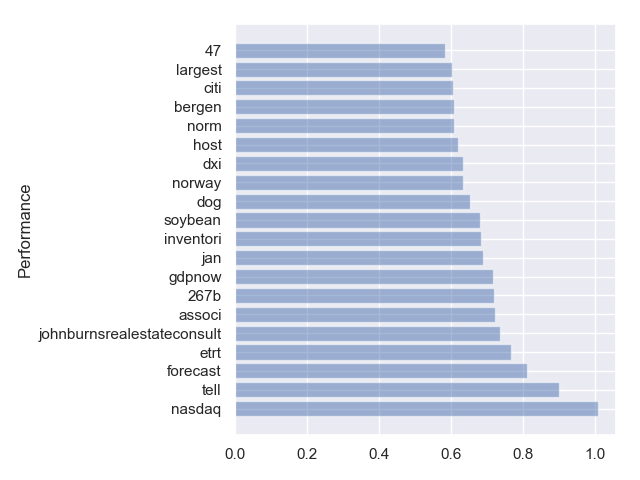 Performance
47
largest
citi
bergen
norm
host
dxi
norway
dog
soybean
inventori
jan
gdpnow
267b
associ
johnburnsrealestateconsult
etrt
forecast
tell
nasdaq
0.0 0.2 0.4 0.6 0.8 1.0